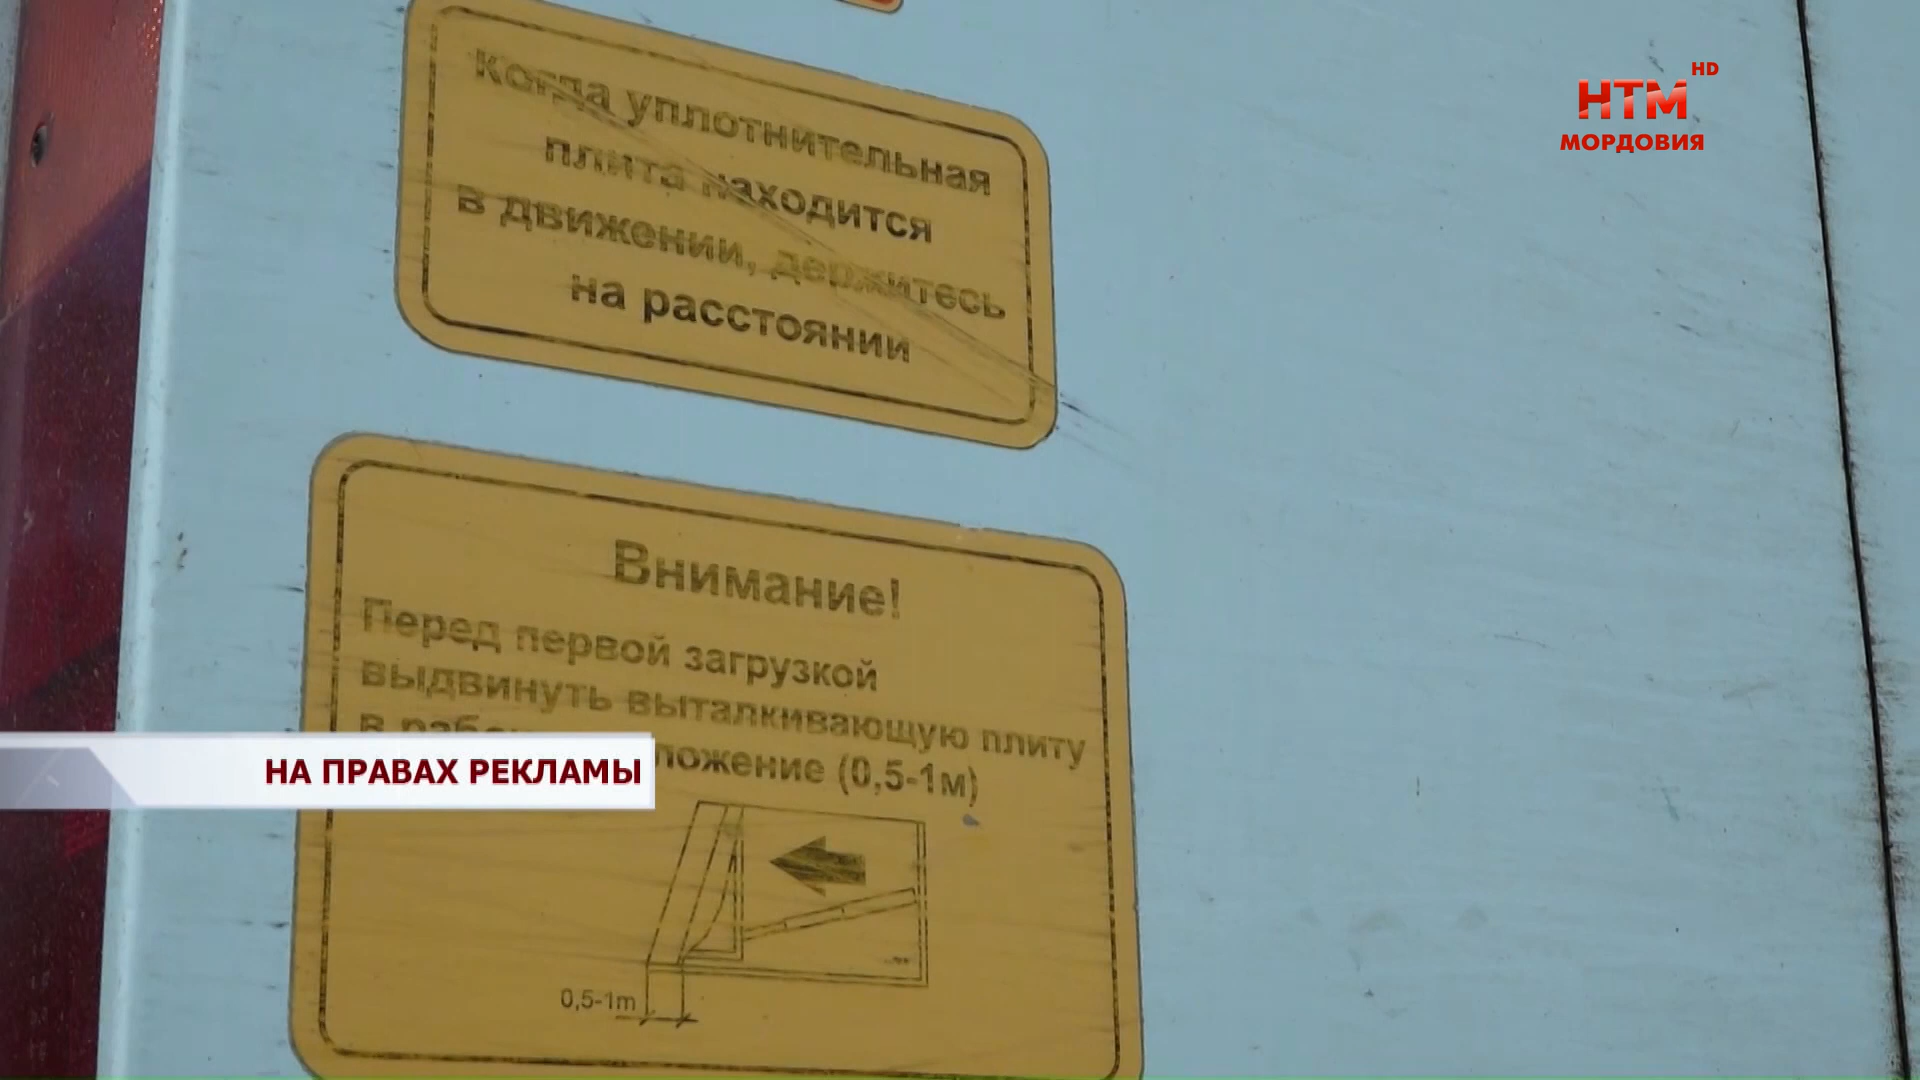 HD
НТМ
МОРДОВИЯ
Когда уплотнительная
плита находится
в движении, держитесь
на расстоянии
Внимание!
Перед первой загрузкой
выдвинуть выталкивающую плиту
в
ложение (0,5-1м)
НА ПРАВАХ РЕКЛАМЫ
0,5-1m